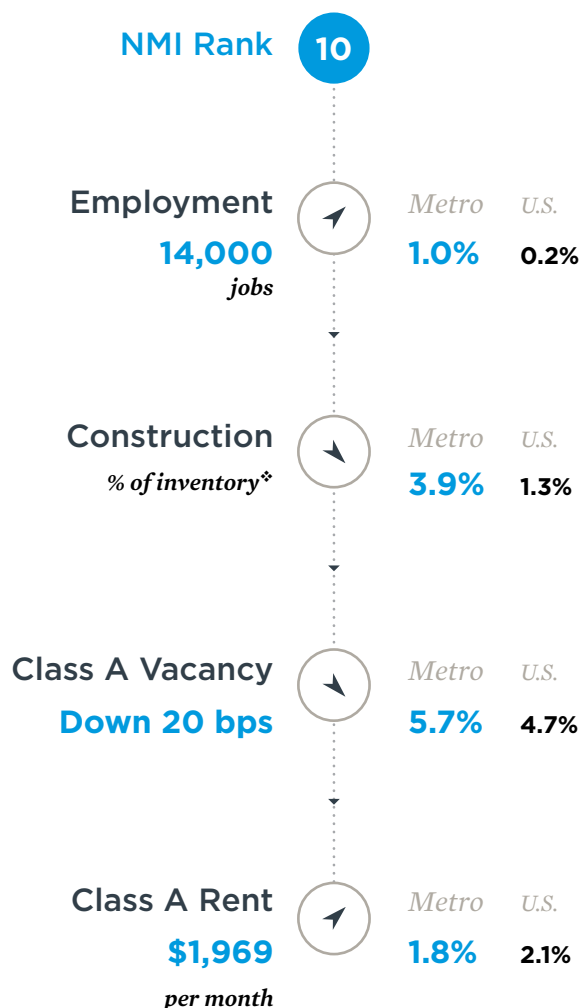 NMI Rank 10
Employment Metro U.S.
14,000 1.0% 0.2%
jobs
Construction Metro U.S.
% of inventory❖ 3.9% 1.3%
Class A Vacancy Metro U.S.
Down 20 bps 5.7% 4.7%
Class A Rent Metro U.S.
$1,969 1.8% 2.1%
per month